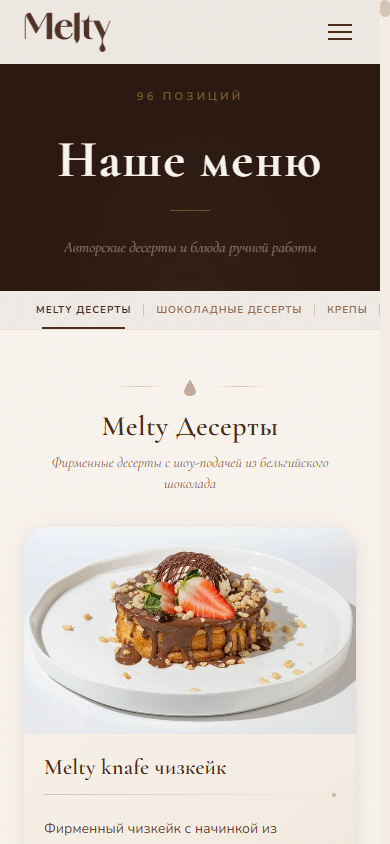 Melty
96 ПОЗИЦИЙ
Наше меню
Авторские десерты и блюда ручной работы
MELTY ДЕСЕРТЫ
ШОКОЛАДНЫЕ ДЕСЕРТЫ
КРЕПЫ
Melty Десерты
Фирменные десерты с шоу-подачей из бельгийского
шоколада
Melty knafe чизкейк
Фирменный чизкейк с начинкой из